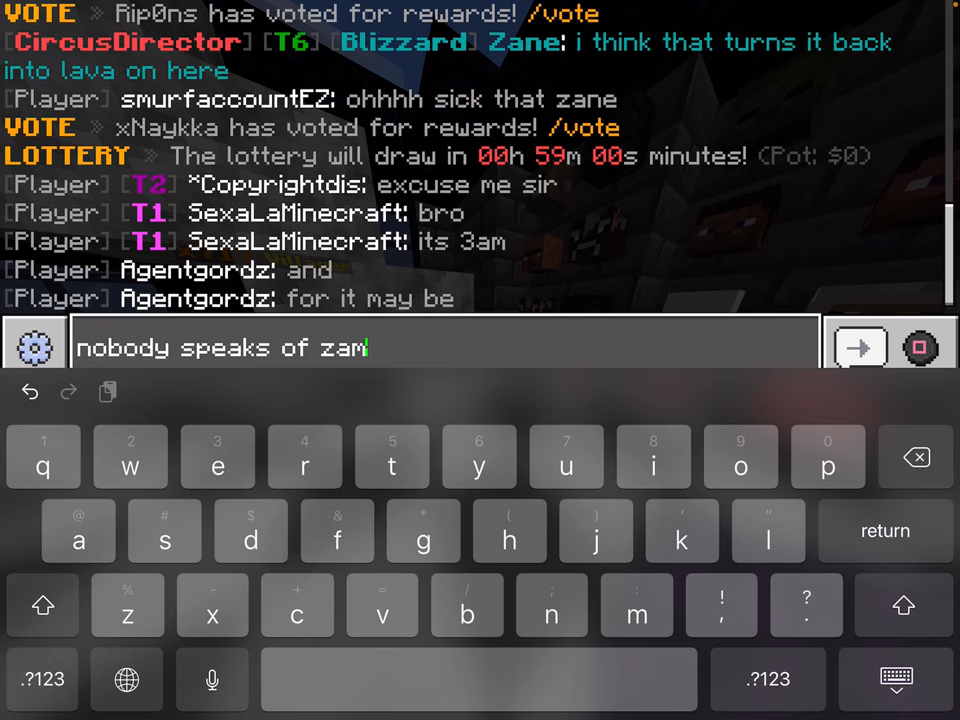 VOTE » Rip0ns has voted for rewards! /vote
[CircusDirector] [T6] [Blizzard] Zane: i think that turns it back
into lava on here
[Player] smurfaccountEZ: ohhhh sick that zane
VOTE » xNaykka has voted for rewards! /vote
LOTTERY » The lottery will draw in 00h 59m 00s minutes! (Pot: $0)
[Player] [T2] *Copyrightdis: excuse me sir
[Player] [T1] SexaLaMinecraft: bro
[Player] [T1] SexaLaMinecraft: its 3am
[Player] Agentgordz: and
[Player] Agentgordz: for it may be
nobody speaks of zam
1 2 3 4 5 6 7 8 9 0
q w e r t y u i o p
@ # $ & * ( ) ' "
a s d f g h j k l return
% - + = / ; : ! ?
z x c v b n m , .
.?123 .?123